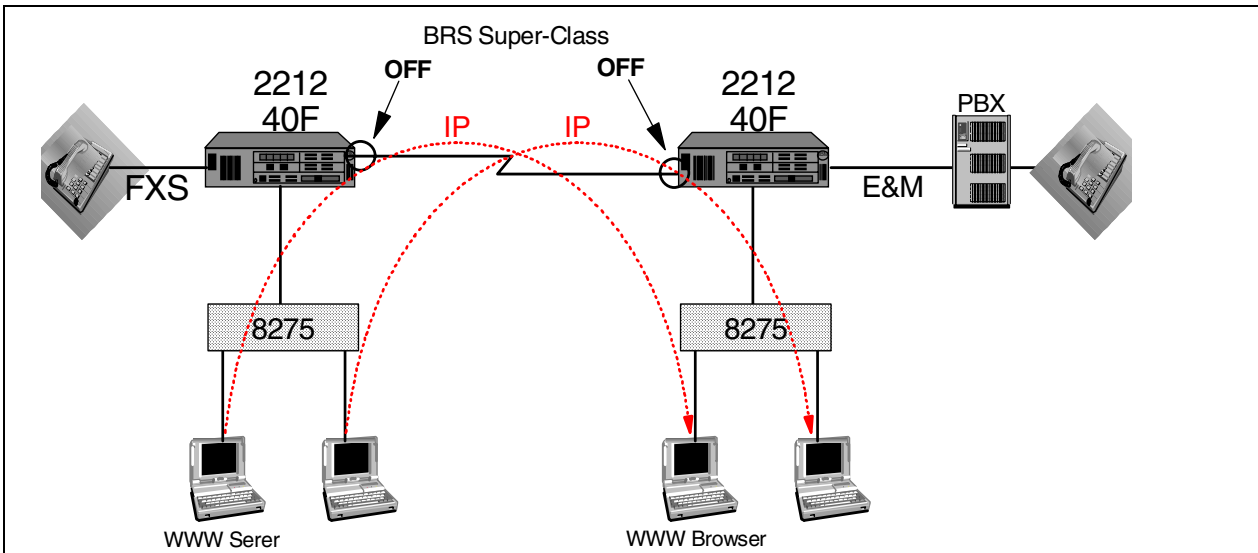 BRS Super-Class
OFF
OFF
2212
40F
2212
40F
PBX
IP
IP
FXS
E&M
8275
8275
WWW Serer
WWW Browser